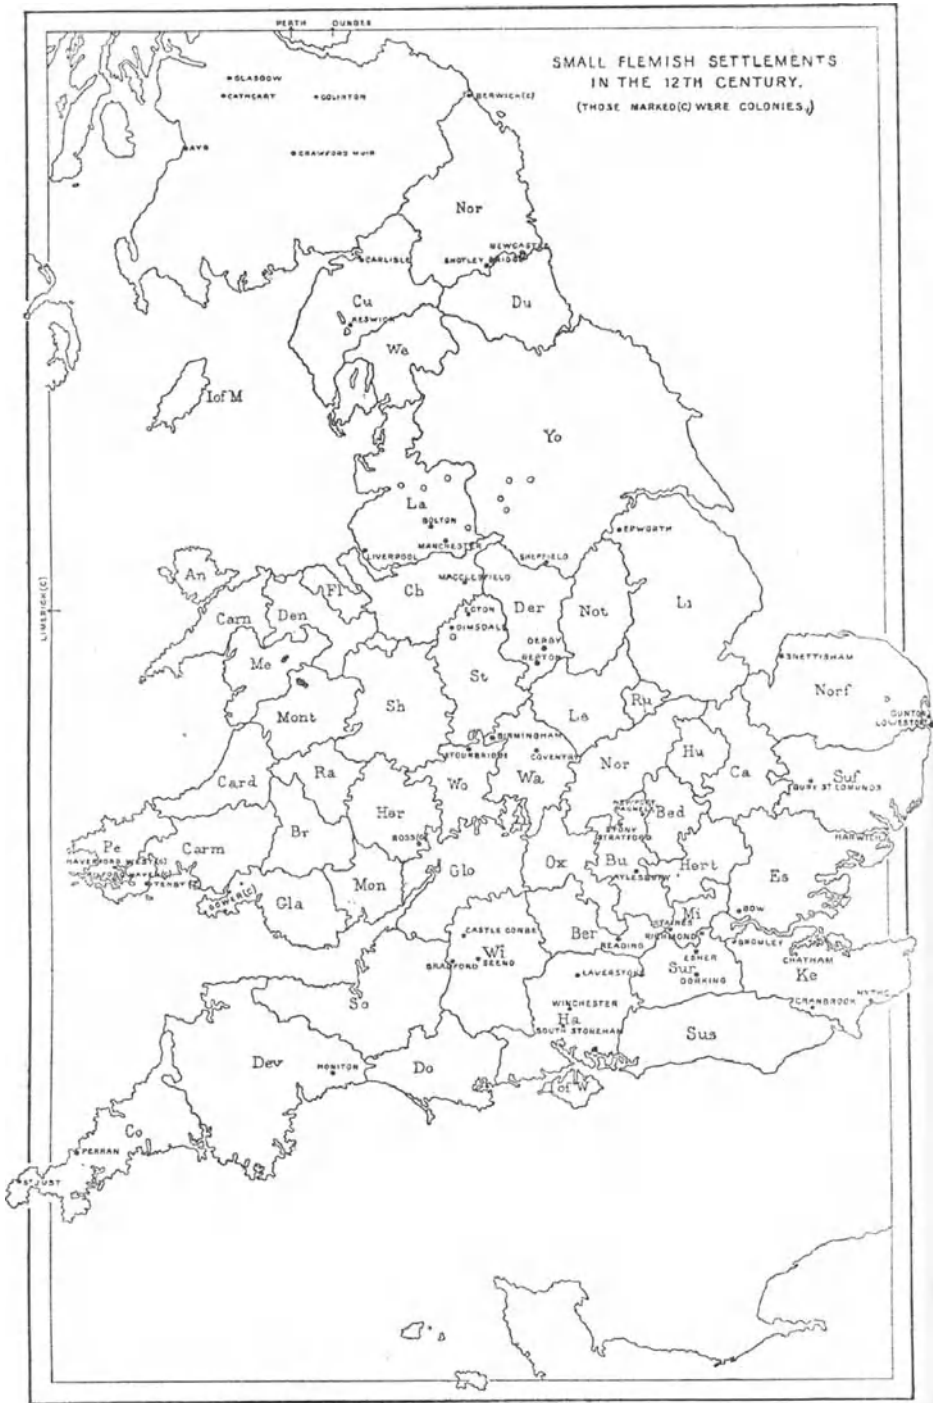 PERTH
DUNDEE
SMALL FLEMISH SETTLEMENTS
IN THE 12TH CENTURY.
(THOSE MARKED (C) WERE COLONIES.)
GLASGOW
CATHCART
COLINTON
BERWICK(C)
AYR
CRAWFORD MUIR
Nor
NEWCASTLE
CARLISLE
SHOTLEY BRIDGE
Cu
Du
KESWICK
We
I of M
Yo
La
BOLTON
EPWORTH
MANCHESTER
LIVERPOOL
SHEFFIELD
An
Fl
Ch
MACCLESFIELD
LIMERICK(C)
Carn
Den
Der
Not
Li
DIMSDALE
DERBY
REPTON
SNETTISHAM
Me
St
Norf
Sh
Le
Ru
Mont
GUNTON
LOWESTOFT
BIRMINGHAM
STOURBRIDGE
COVENTRY
Nor
Hu
Card
Ra
Wo
Wa
Ca
Suf
BURY ST EDMUNDS
Her
NEWPORT
PAGNELL
Bed
Pe
Carm
Br
ROSS
STONY
STRATFORD
HARWICH
HAVERFORD WEST(C)
MILFORD HAVEN(C)
TENBY
Glo
Ox
Bu
Hert
Es
AYLESBURY
GOWER(C)
Gla
Mon
Mi
BOW
STAINES
CASTLE COMBE
Ber
RICHMOND
READING
BROMLEY
Wi
ESHER
CHATHAM
BRADFORD
SEEND
Sur
Ke
LAVERSTOKE
DORKING
So
HYTHE
WINCHESTER
CRANBROOK
Ha
SOUTH STONEHAM
Sus
Dev
HONITON
Do
I of W
Co
PERRAN
ST JUST